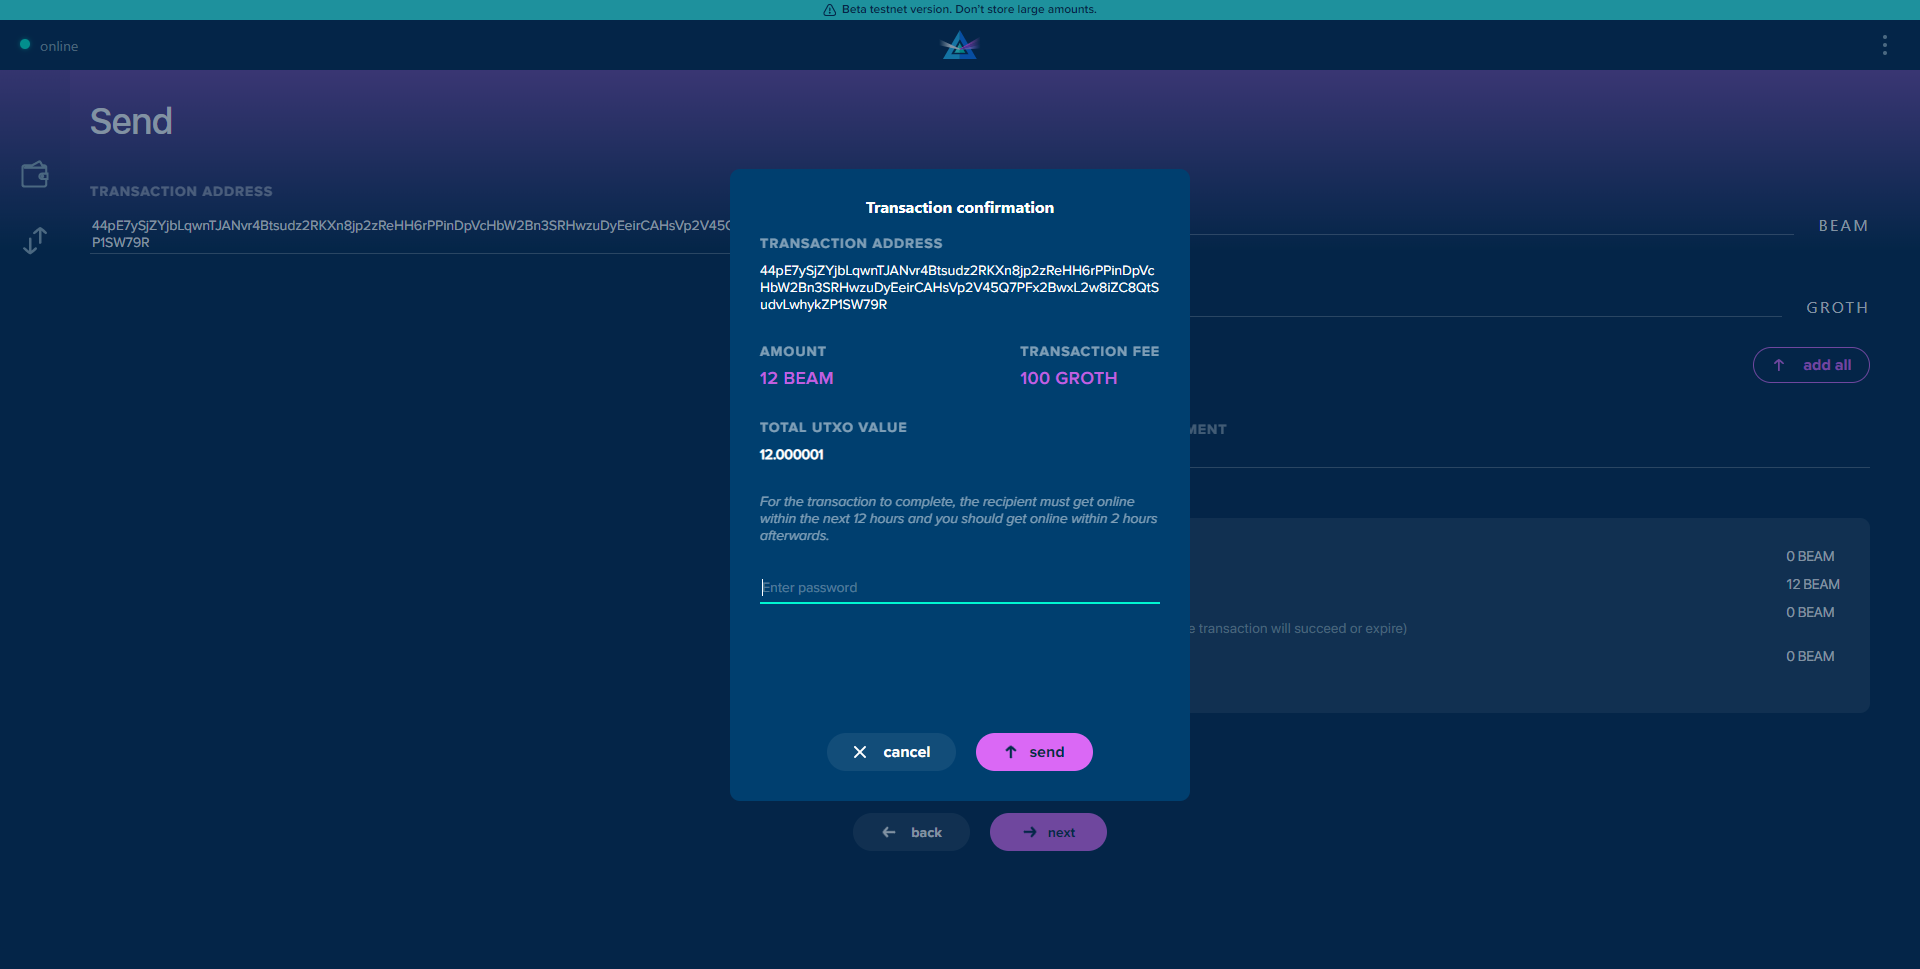 Beta testnet version. Don't store large amounts.
online
Send
TRANSACTION ADDRESS
44pE7ySjZYjbLqwnTJANvr4Btsudz2RKXn8jp2zReHH6rPPinDpVcHbW2Bn3SRHwzuDyEeirCAHsVp2V45
P1SW79R
BEAM
GROTH
add all
MENT
0 BEAM
12 BEAM
0 BEAM
e transaction will succeed or expire)
0 BEAM
Transaction confirmation
TRANSACTION ADDRESS
44pE7ySjZYjbLqwnTJANvr4Btsudz2RKXn8jp2zReHH6rPPinDpVc
HbW2Bn3SRHwzuDyEeirCAHsVp2V45Q7PFx2BwxL2w8iZC8QtS
udvLwhykZP1SW79R
AMOUNT TRANSACTION FEE
12 BEAM 100 GROTH
TOTAL UTXO VALUE
12.000001
For the transaction to complete, the recipient must get online
within the next 12 hours and you should get online within 2 hours
afterwards.
Enter password
cancel send
back next